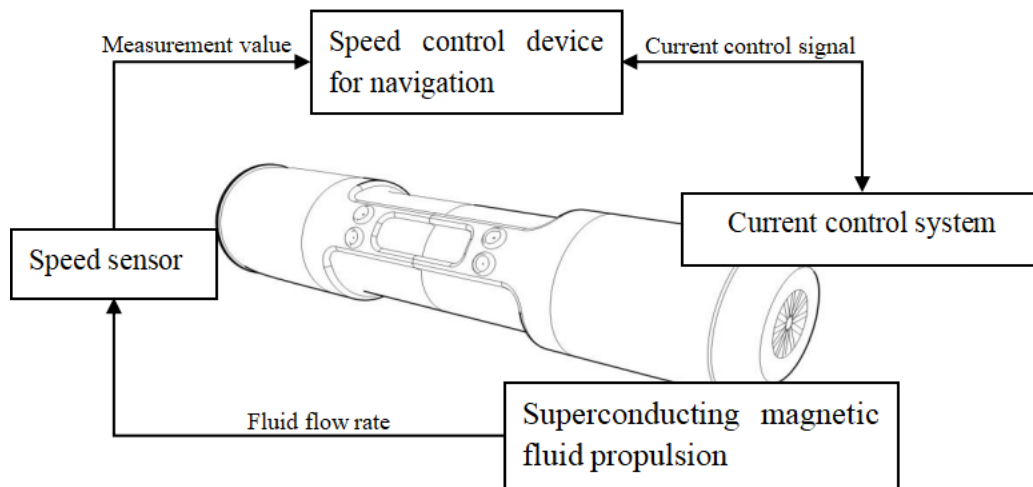 Measurement value
Speed control device
for navigation
Current control signal
Speed sensor
Current control system
Fluid flow rate
Superconducting magnetic
fluid propulsion